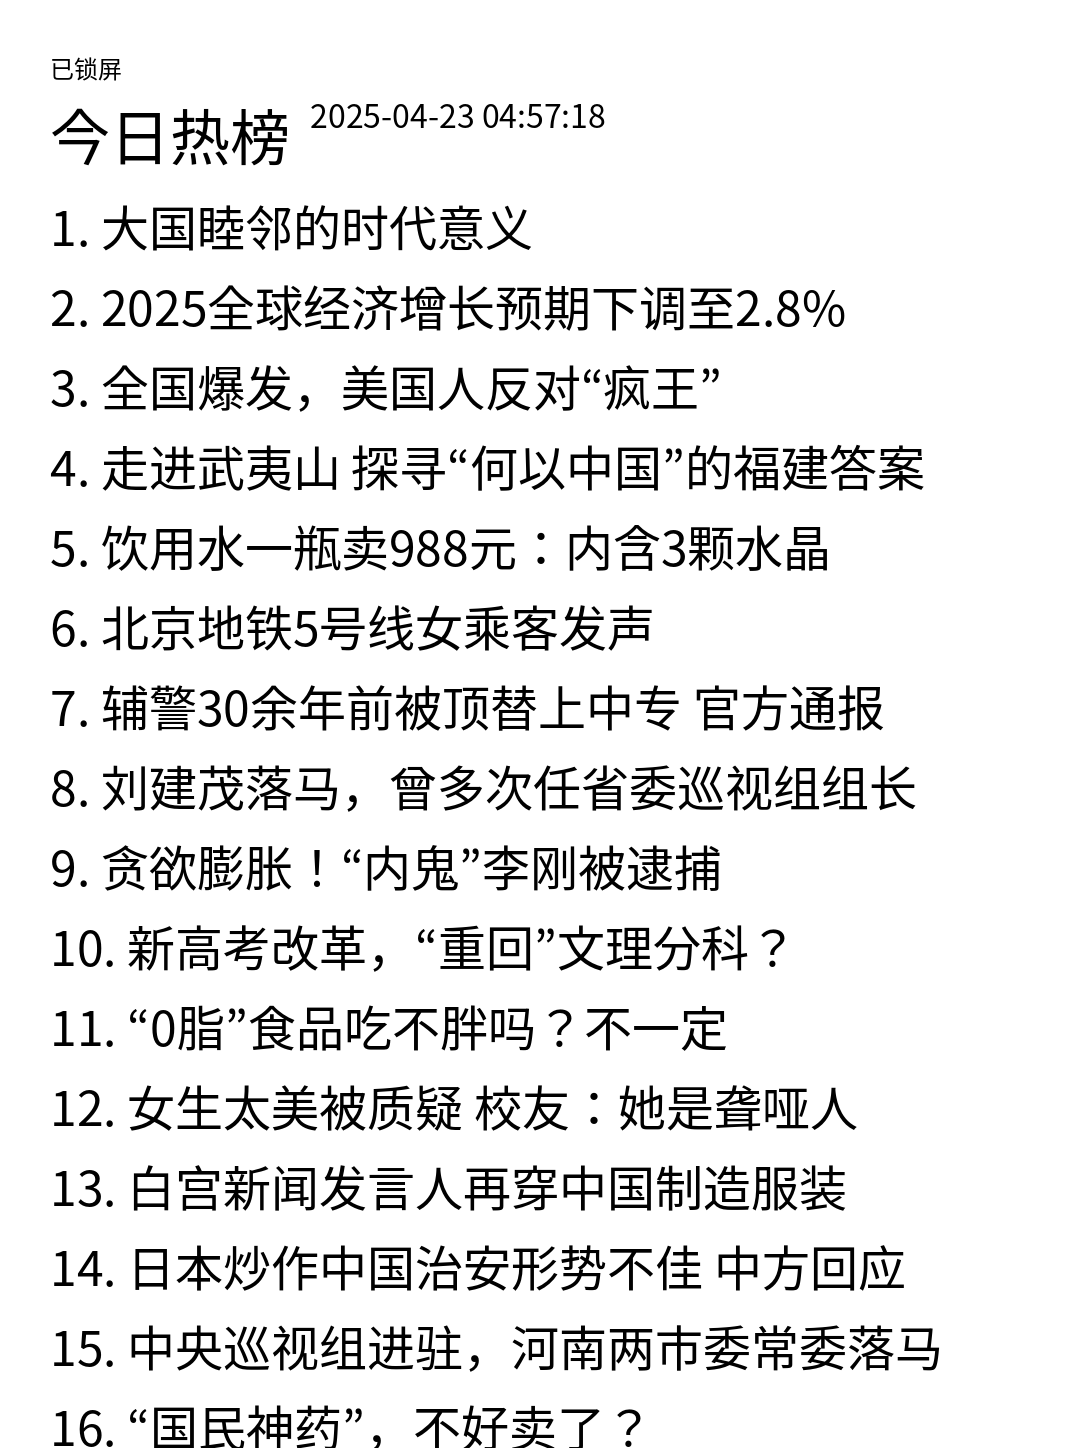 已锁屏
今日热榜 2025-04-23 04:57:18
1. 大国睦邻的时代意义
2. 2025全球经济增长预期下调至2.8%
3. 全国爆发，美国人反对“疯王”
4. 走进武夷山 探寻“何以中国”的福建答案
5. 饮用水一瓶卖988元：内含3颗水晶
6. 北京地铁5号线女乘客发声
7. 辅警30余年前被顶替上中专 官方通报
8. 刘建茂落马，曾多次任省委巡视组组长
9. 贪欲膨胀！“内鬼”李刚被逮捕
10. 新高考改革，“重回”文理分科？
11. “0脂”食品吃不胖吗？不一定
12. 女生太美被质疑 校友：她是聋哑人
13. 白宫新闻发言人再穿中国制造服装
14. 日本炒作中国治安形势不佳 中方回应
15. 中央巡视组进驻，河南两市委常委落马
16. “国民神药”，不好卖了？